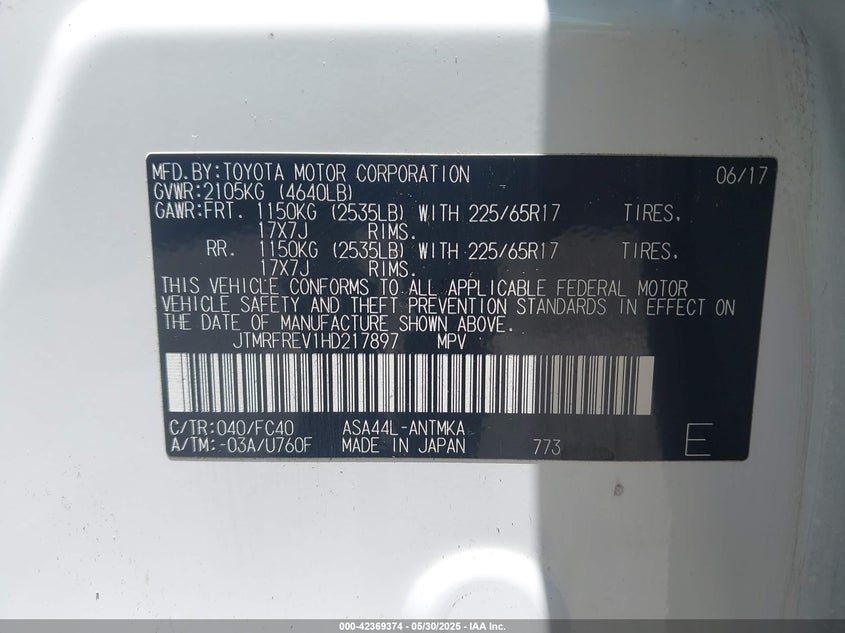 MFD.BY:TOYOTA MOTOR CORPORATION 06/17
GVWR:2105KG (4640LB)
GAWR:FRT. 1150KG (2535LB) WITH 225/65R17 TIRES,
17X7J RIMS.
RR. 1150KG (2535LB) WITH 225/65R17 TIRES,
17X7J RIMS.
THIS VEHICLE CONFORMS TO ALL APPLICABLE FEDERAL MOTOR
VEHICLE SAFETY AND THEFT PREVENTION STANDARDS IN EFFECT ON
THE DATE OF MANUFACTURE SHOWN ABOVE.
JTMRFREV1HD217897 MPV
C/TR:040/FC40 ASA44L-ANTMKA
A/TM:-03A/U760F MADE IN JAPAN 773 E
000-42369374 - 05/30/2025 - IAA Inc.